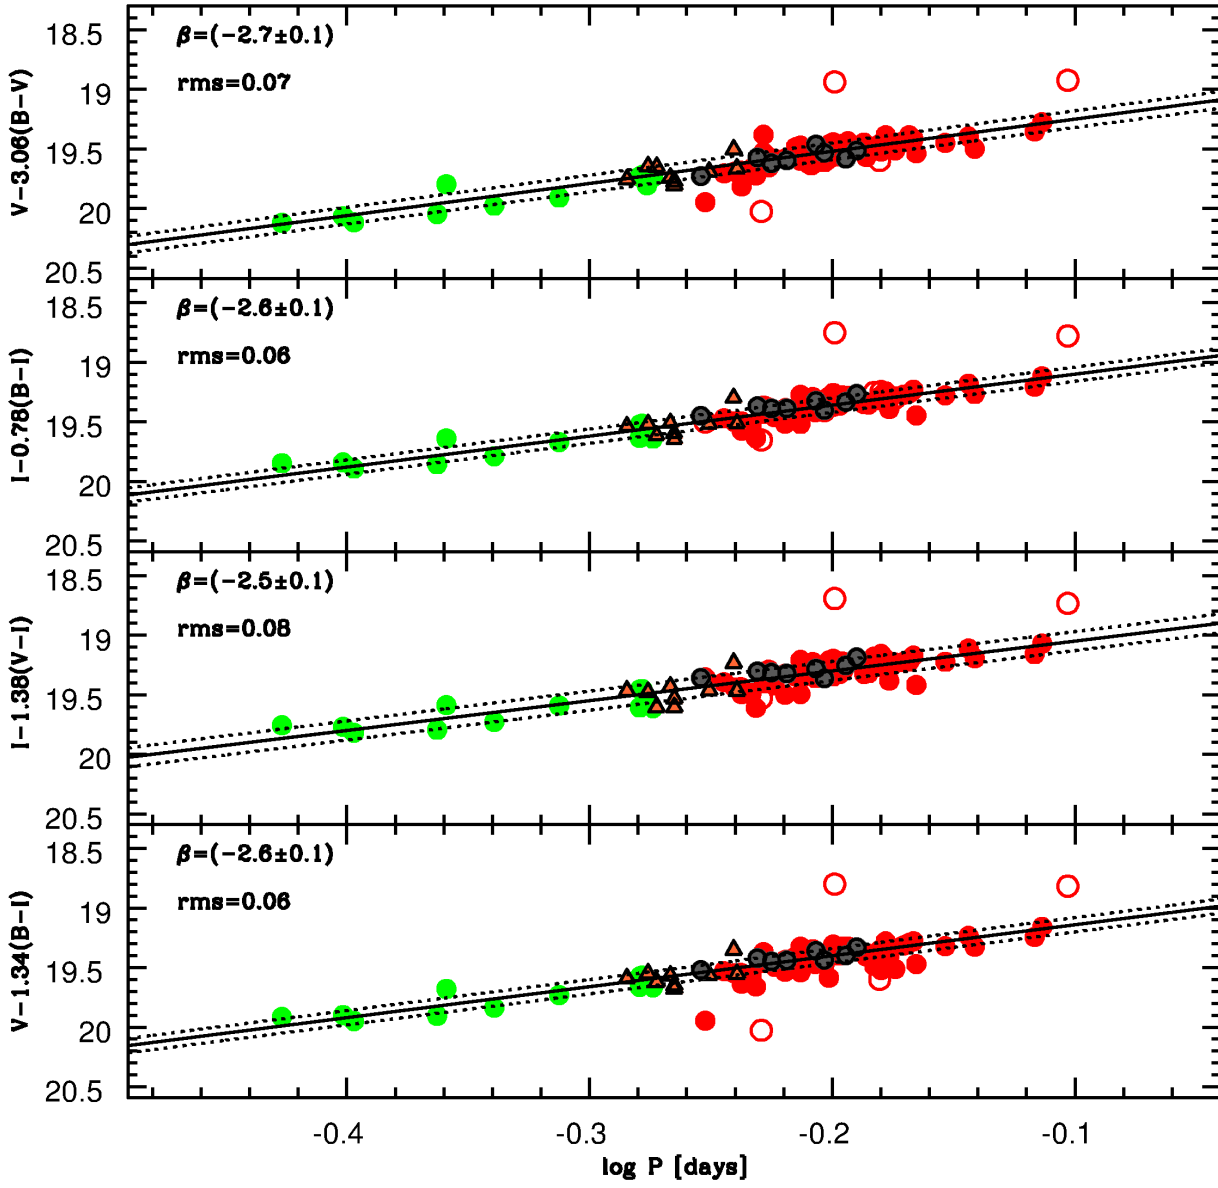 V-3.06(B-V)
18.5
19
19.5
20
20.5
β=(-2.7±0.1)
rms=0.07
I-0.78(B-I)
18.5
19
19.5
20
20.5
β=(-2.6±0.1)
rms=0.06
I-1.38(V-I)
18.5
19
19.5
20
20.5
β=(-2.5±0.1)
rms=0.08
V-1.34(B-I)
18.5
19
19.5
20
20.5
β=(-2.6±0.1)
rms=0.06
-0.4 -0.3 -0.2 -0.1
log P [days]